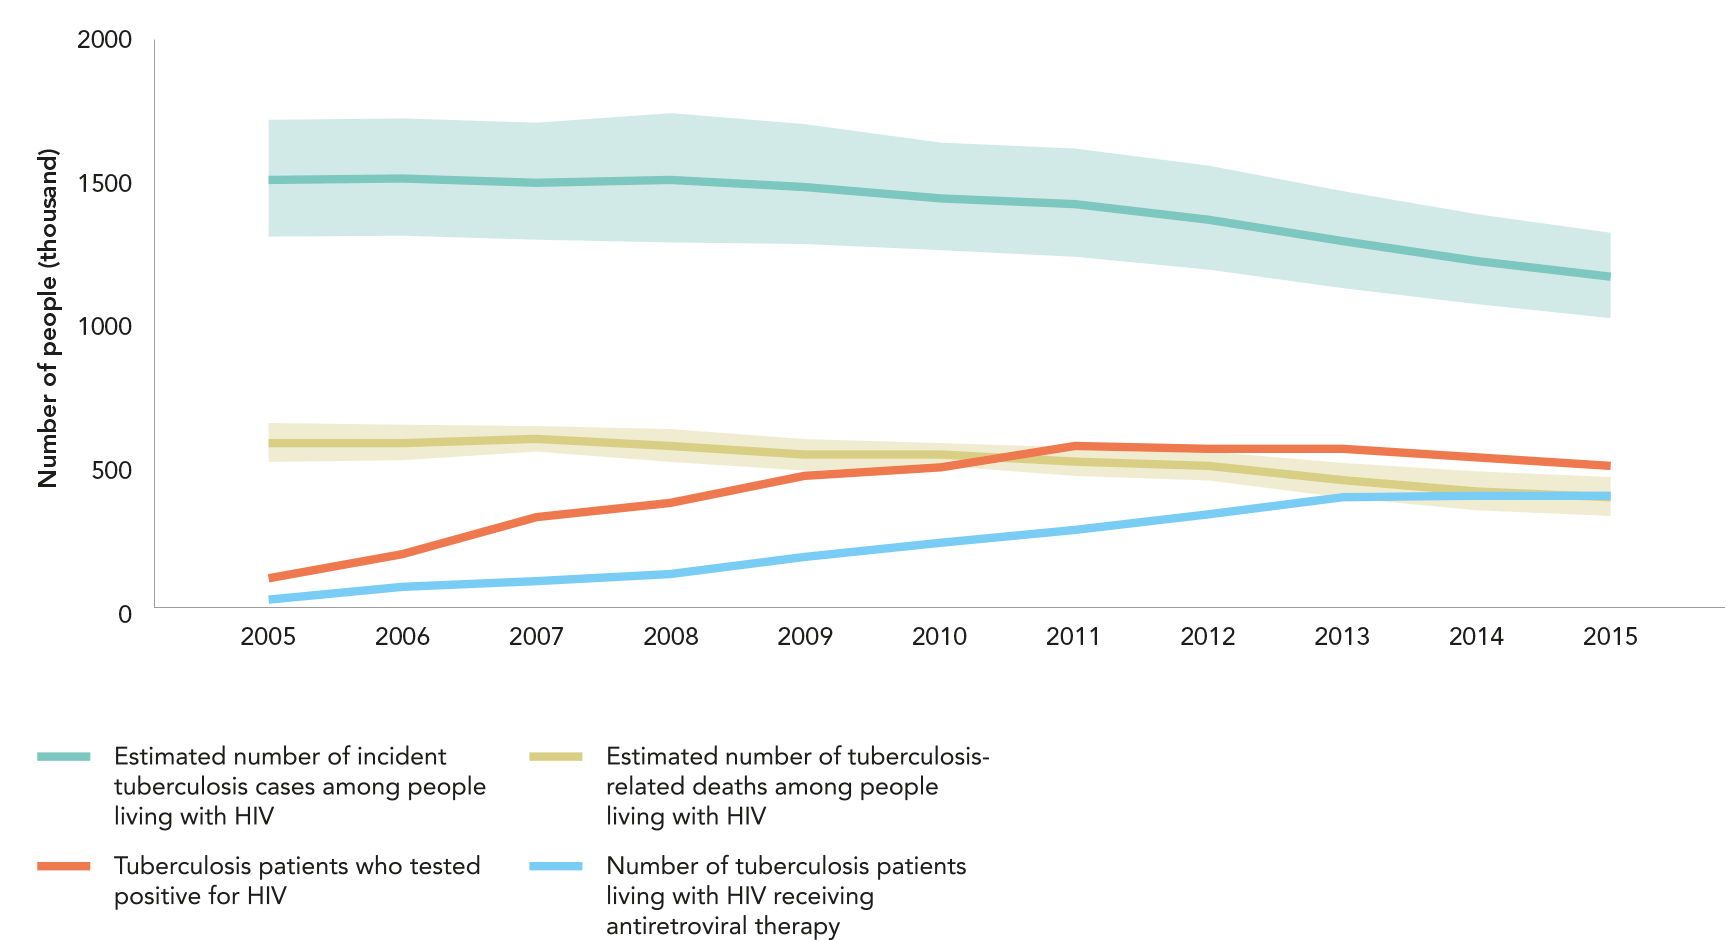 2000
1500
1000
500
0
Number of people (thousand)
2005 2006 2007 2008 2009 2010 2011 2012 2013 2014 2015
Estimated number of incident
tuberculosis cases among people
living with HIV
Tuberculosis patients who tested
positive for HIV
Estimated number of tuberculosis-
related deaths among people
living with HIV
Number of tuberculosis patients
living with HIV receiving
antiretroviral therapy